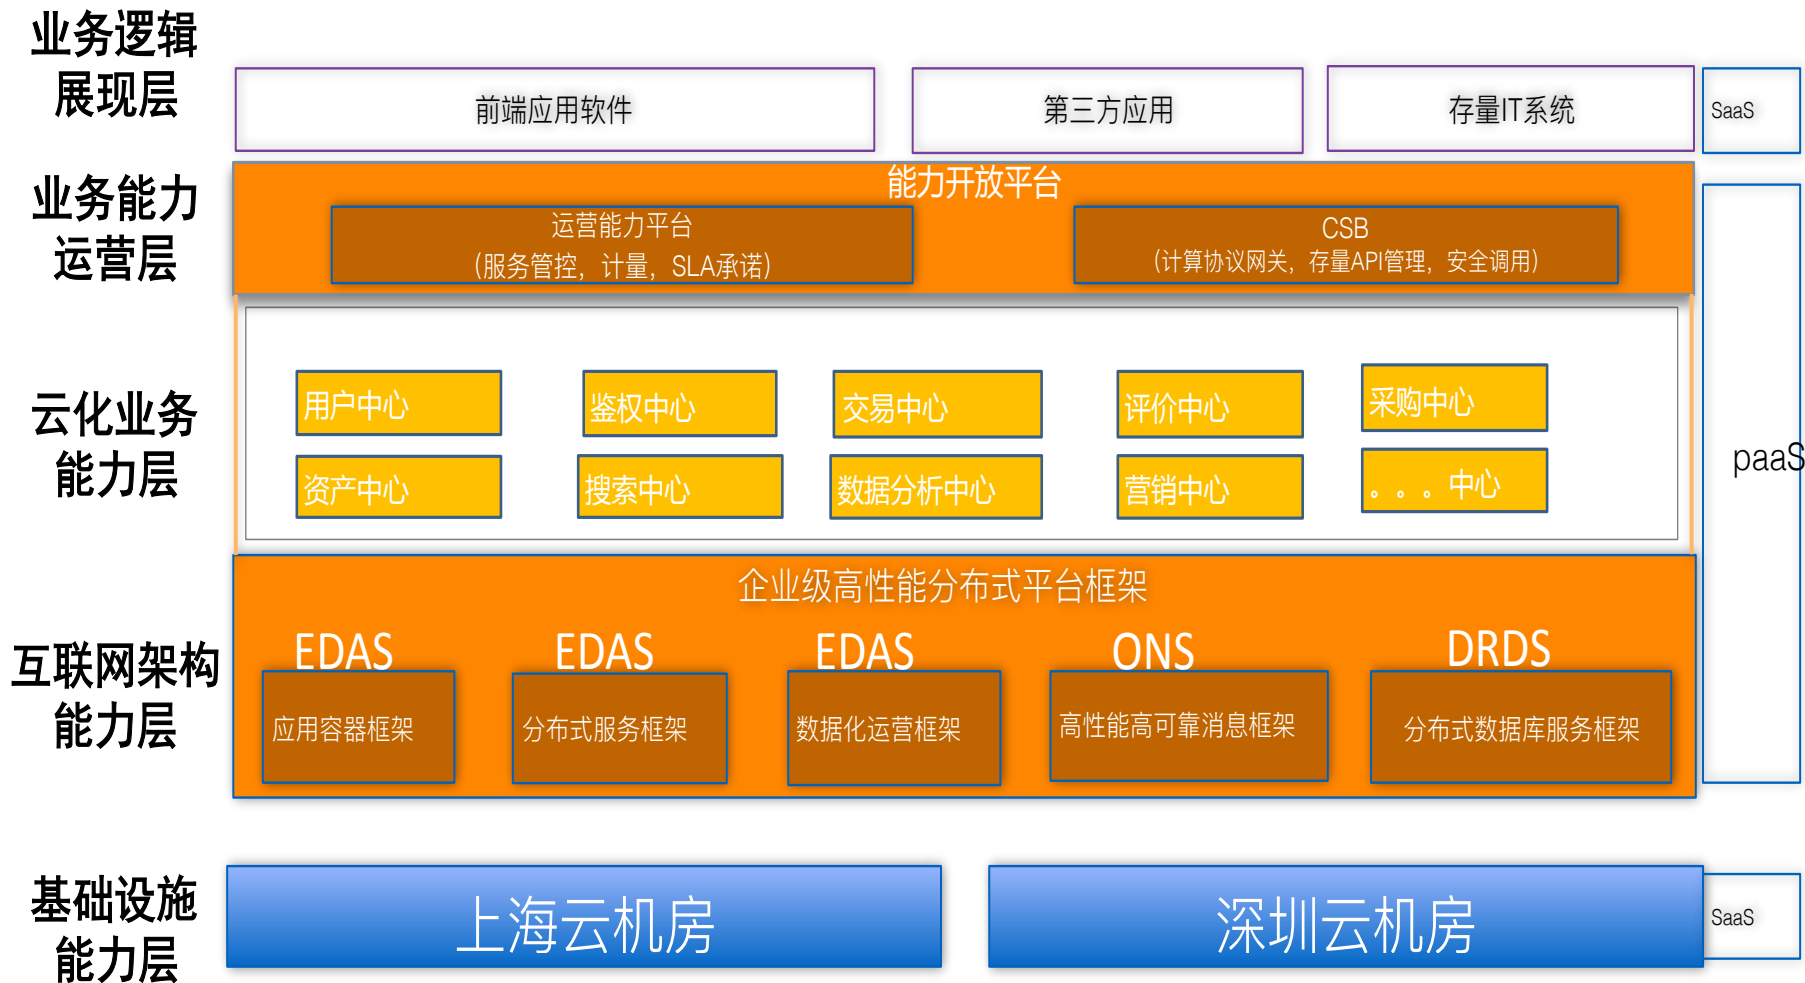 业务逻辑
展现层
前端应用软件
第三方应用
存量IT系统
SaaS
业务能力
运营层
能力开放平台
运营能力平台
（服务管控，计量，SLA承诺）
CSB
（计算协议网关，存量API管理，安全调用）
paaS
云化业务
能力层
用户中心
鉴权中心
交易中心
评价中心
采购中心
资产中心
搜索中心
数据分析中心
营销中心
。。。中心
互联网架构
能力层
企业级高性能分布式平台框架
EDAS
EDAS
EDAS
ONS
DRDS
应用容器框架
分布式服务框架
数据化运营框架
高性能高可靠消息框架
分布式数据库服务框架
基础设施
能力层
上海云机房
深圳云机房
SaaS